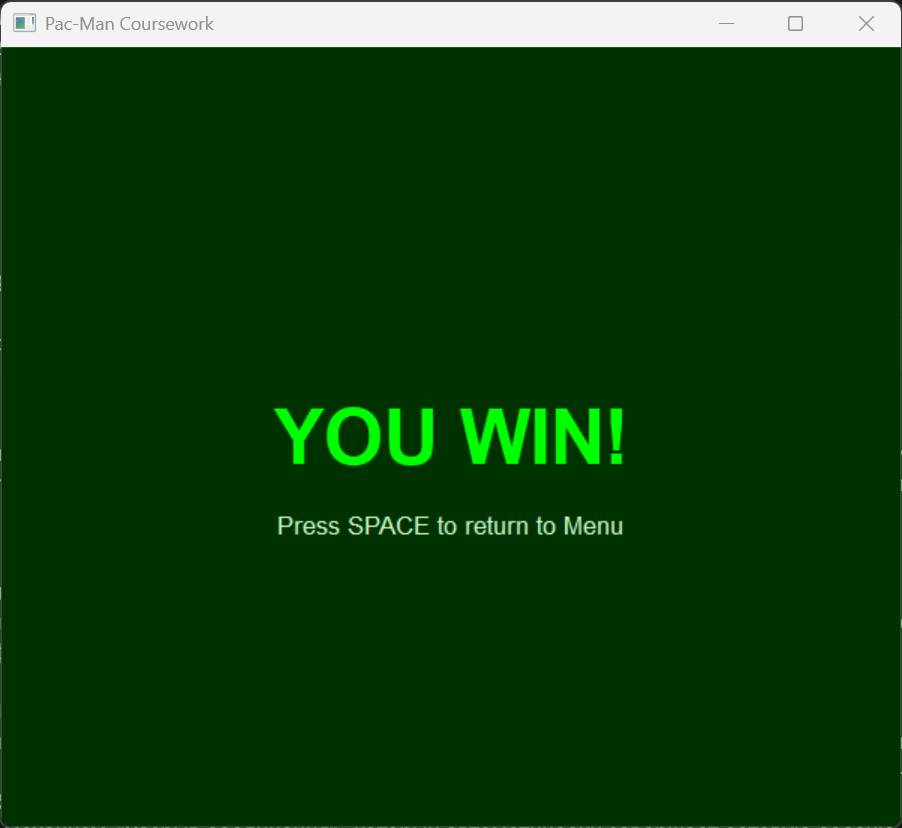 Pac-Man Coursework
YOU WIN!
Press SPACE to return to Menu